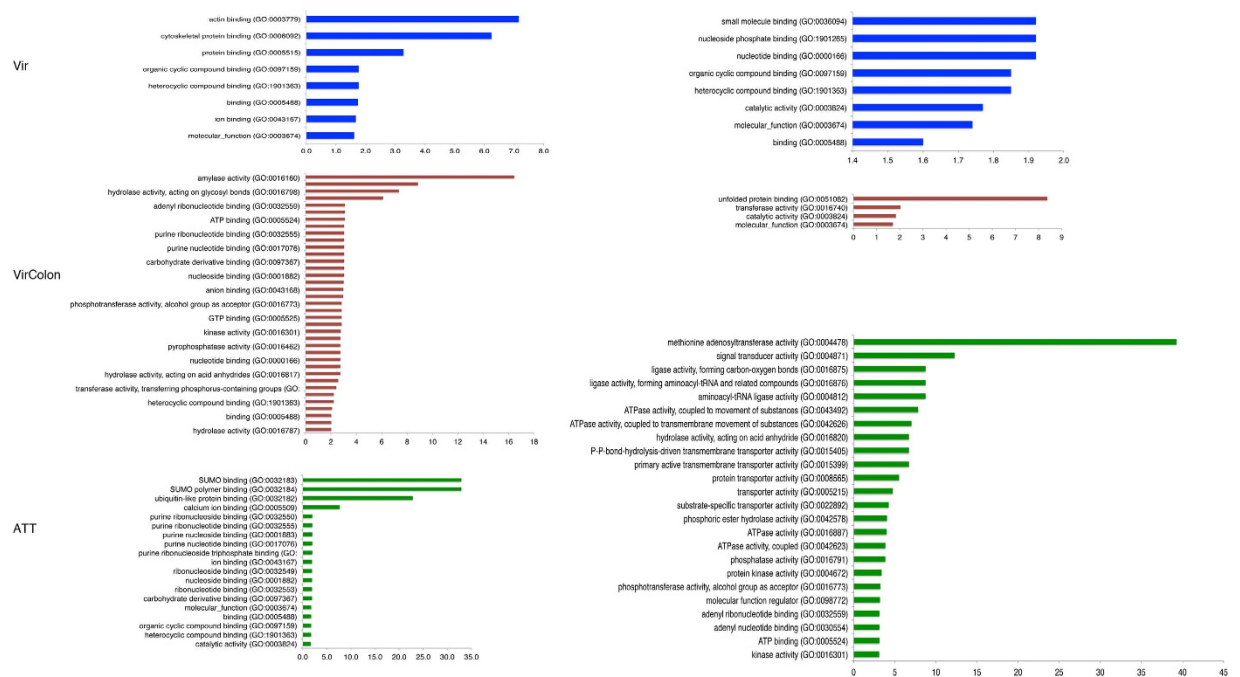 Vir
actin binding (GO:0003779)
cytoskeletal protein binding (GO:0008092)
protein binding (GO:0005515)
organic cyclic compound binding (GO:0097159)
heterocyclic compound binding (GO:1901363)
binding (GO:0005488)
ion binding (GO:0043167)
molecular_function (GO:0003674)
0.0 1.0 2.0 3.0 4.0 5.0 6.0 7.0 8.0
small molecule binding (GO:0036094)
nucleoside phosphate binding (GO:1901265)
nucleotide binding (GO:0000166)
organic cyclic compound binding (GO:0097159)
heterocyclic compound binding (GO:1901363)
catalytic activity (GO:0003824)
molecular_function (GO:0003674)
binding (GO:0005488)
1.4 1.5 1.6 1.7 1.8 1.9 2.0
VirColon
amylase activity (GO:0016160)
hydrolase activity, acting on glycosyl bonds (GO:0016798)
adenyl ribonucleotide binding (GO:0032559)
ATP binding (GO:0005524)
purine ribonucleotide binding (GO:0032555)
purine nucleotide binding (GO:0017076)
carbohydrate derivative binding (GO:0097367)
nucleoside binding (GO:0001882)
anion binding (GO:0043168)
phosphotransferase activity, alcohol group as acceptor (GO:0016773)
GTP binding (GO:0005525)
kinase activity (GO:0016301)
pyrophosphatase activity (GO:0016462)
nucleotide binding (GO:0000166)
hydrolase activity, acting on acid anhydrides (GO:0016817)
transferase activity, transferring phosphorus-containing groups (GO:
heterocyclic compound binding (GO:1901363)
binding (GO:0005488)
hydrolase activity (GO:0016787)
0 2 4 6 8 10 12 14 16 18
unfolded protein binding (GO:0051082)
transferase activity (GO:0016740)
catalytic activity (GO:0003824)
molecular_function (GO:0003674)
0 1 2 3 4 5 6 7 8 9
ATT
SUMO binding (GO:0032183)
SUMO polymer binding (GO:0032184)
ubiquitin-like protein binding (GO:0032182)
calcium ion binding (GO:0005509)
purine ribonucleoside binding (GO:0032550)
purine ribonucleotide binding (GO:0032555)
purine nucleoside binding (GO:0001883)
purine nucleotide binding (GO:0017076)
purine ribonucleoside triphosphate binding (GO:
ion binding (GO:0043167)
ribonucleoside binding (GO:0032549)
nucleoside binding (GO:0001882)
ribonucleotide binding (GO:0032553)
carbohydrate derivative binding (GO:0097367)
molecular_function (GO:0003674)
binding (GO:0005488)
organic cyclic compound binding (GO:0097159)
heterocyclic compound binding (GO:1901363)
catalytic activity (GO:0003824)
0.0 5.0 10.0 15.0 20.0 25.0 30.0 35.0
methionine adenosyltransferase activity (GO:0004478)
signal transducer activity (GO:0004871)
ligase activity, forming carbon-oxygen bonds (GO:0016875)
ligase activity, forming aminoacyl-tRNA and related compounds (GO:0016876)
aminoacyl-tRNA ligase activity (GO:0004812)
ATPase activity, coupled to movement of substances (GO:0043492)
ATPase activity, coupled to transmembrane movement of substances (GO:0042626)
hydrolase activity, acting on acid anhydride (GO:0016820)
P-P-bond-hydrolysis-driven transmembrane transporter activity (GO:0015405)
primary active transmembrane transporter activity (GO:0015399)
protein transporter activity (GO:0008565)
transporter activity (GO:0005215)
substrate-specific transporter activity (GO:0022892)
phosphoric ester hydrolase activity (GO:0042578)
ATPase activity (GO:0016887)
ATPase activity, coupled (GO:0042623)
phosphatase activity (GO:0016791)
protein kinase activity (GO:0004672)
phosphotransferase activity, alcohol group as acceptor (GO:0016773)
molecular function regulator (GO:0098772)
adenyl ribonucleotide binding (GO:0032559)
adenyl nucleotide binding (GO:0030554)
ATP binding (GO:0005524)
kinase activity (GO:0016301)
0 5 10 15 20 25 30 35 40 45